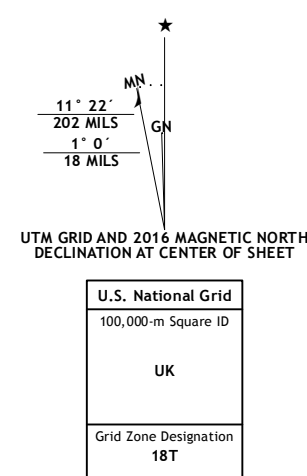 ★
MN
11° 22´
202 MILS
GN
1° 0´
18 MILS
UTM GRID AND 2016 MAGNETIC NORTH
DECLINATION AT CENTER OF SHEET
U.S. National Grid
100,000-m Square ID
UK
Grid Zone Designation
18T